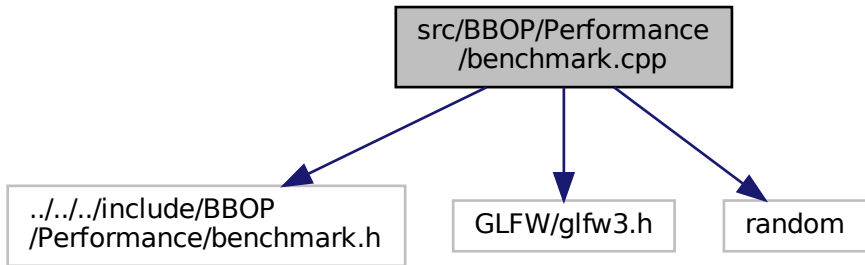 src/BBOP/Performance
/benchmark.cpp
../../../include/BBOP
/Performance/benchmark.h
GLFW/glfw3.h
random